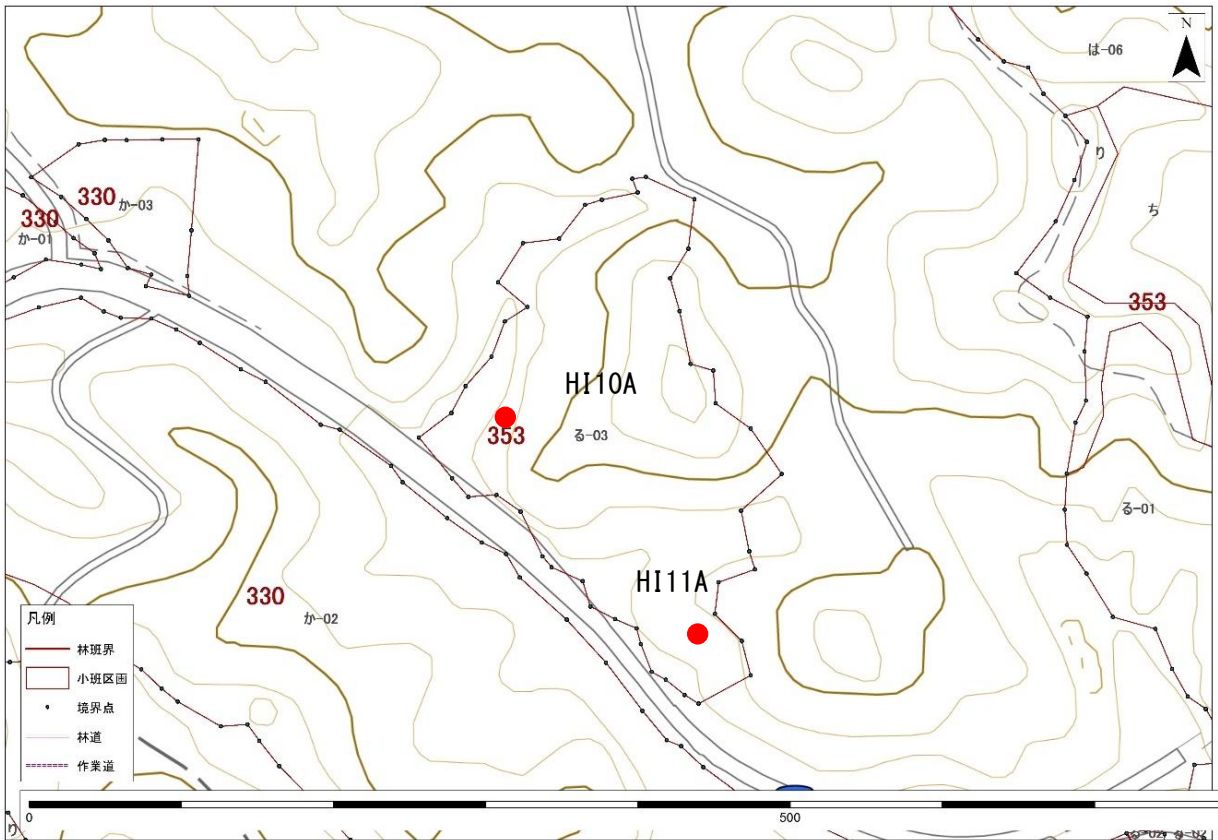 N
は-06
り
330
か-03
ち
330
か-01
353
HI10A
353
る-03
る-01
HI11A
330
か-02
凡例
林班界
小班区画
境界点
林道
作業道
0
500
り